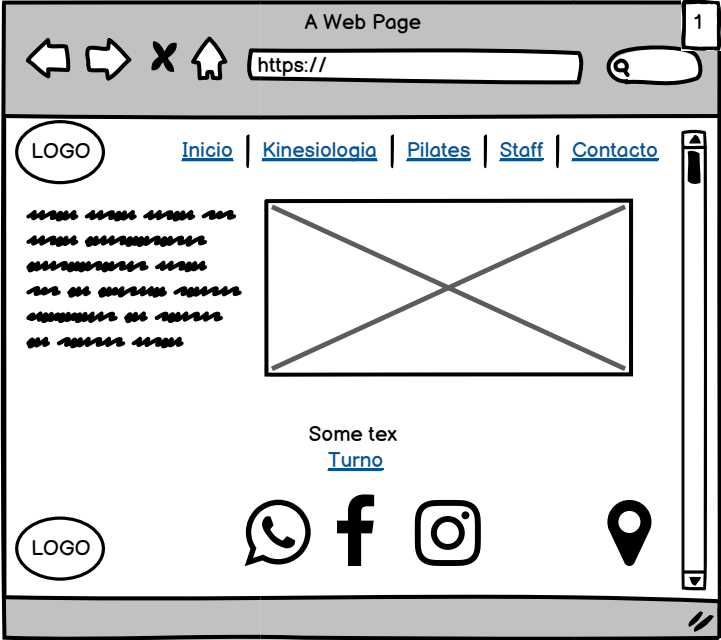 A Web Page
1
https://
LOGO
Inicio | Kinesiologia | Pilates | Staff | Contacto
Some tex
Turno
LOGO